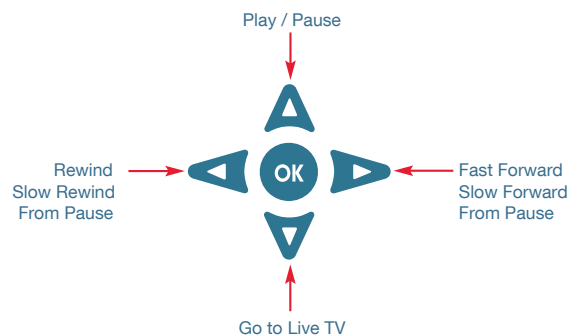 Play / Pause
Rewind
Slow Rewind
From Pause
OK
Fast Forward
Slow Forward
From Pause
Go to Live TV